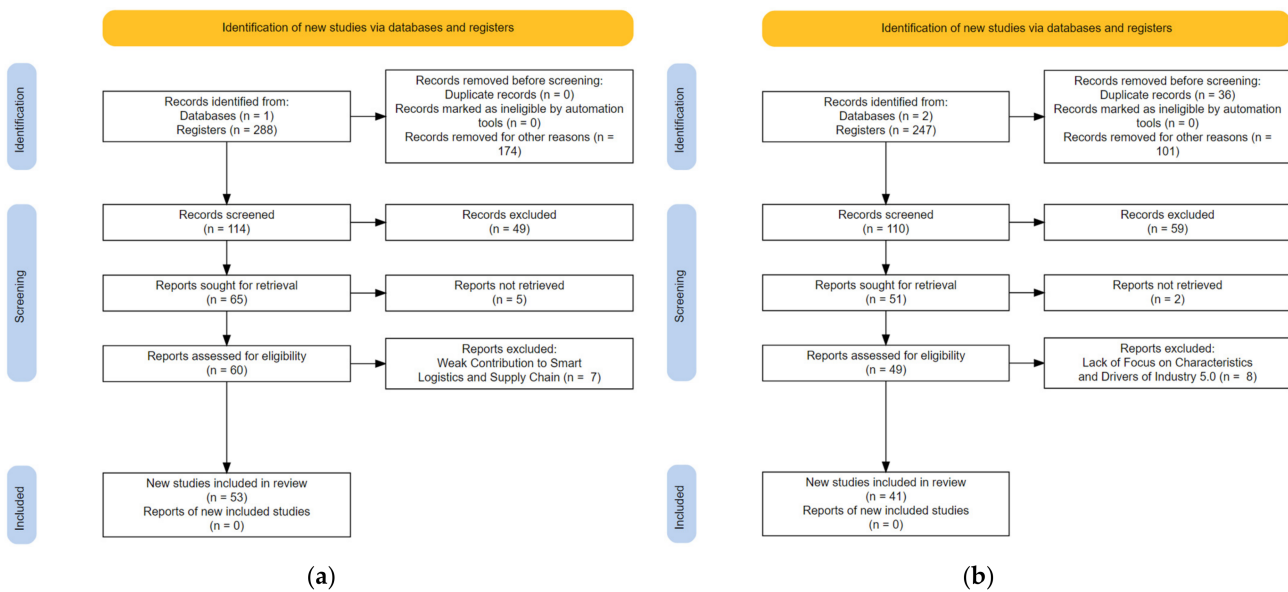 Identification of new studies via databases and registers
Identification
Records identified from:
Databases (n = 1)
Registers (n = 288)
Records removed before screening:
Duplicate records (n = 0)
Records marked as ineligible by automation
tools (n = 0)
Records removed for other reasons (n =
174)
Screening
Records screened
(n = 114)
Records excluded
(n = 49)
Reports sought for retrieval
(n = 65)
Reports not retrieved
(n = 5)
Reports assessed for eligibility
(n = 60)
Reports excluded:
Weak Contribution to Smart
Logistics and Supply Chain (n = 7)
Included
New studies included in review
(n = 53)
Reports of new included studies
(n = 0)
(a)
Identification of new studies via databases and registers
Identification
Records identified from:
Databases (n = 2)
Registers (n = 247)
Records removed before screening:
Duplicate records (n = 36)
Records marked as ineligible by automation
tools (n = 0)
Records removed for other reasons (n =
101)
Screening
Records screened
(n = 110)
Records excluded
(n = 59)
Reports sought for retrieval
(n = 51)
Reports not retrieved
(n = 2)
Reports assessed for eligibility
(n = 49)
Reports excluded:
Lack of Focus on Characteristics
and Drivers of Industry 5.0 (n = 8)
Included
New studies included in review
(n = 41)
Reports of new included studies
(n = 0)
(b)